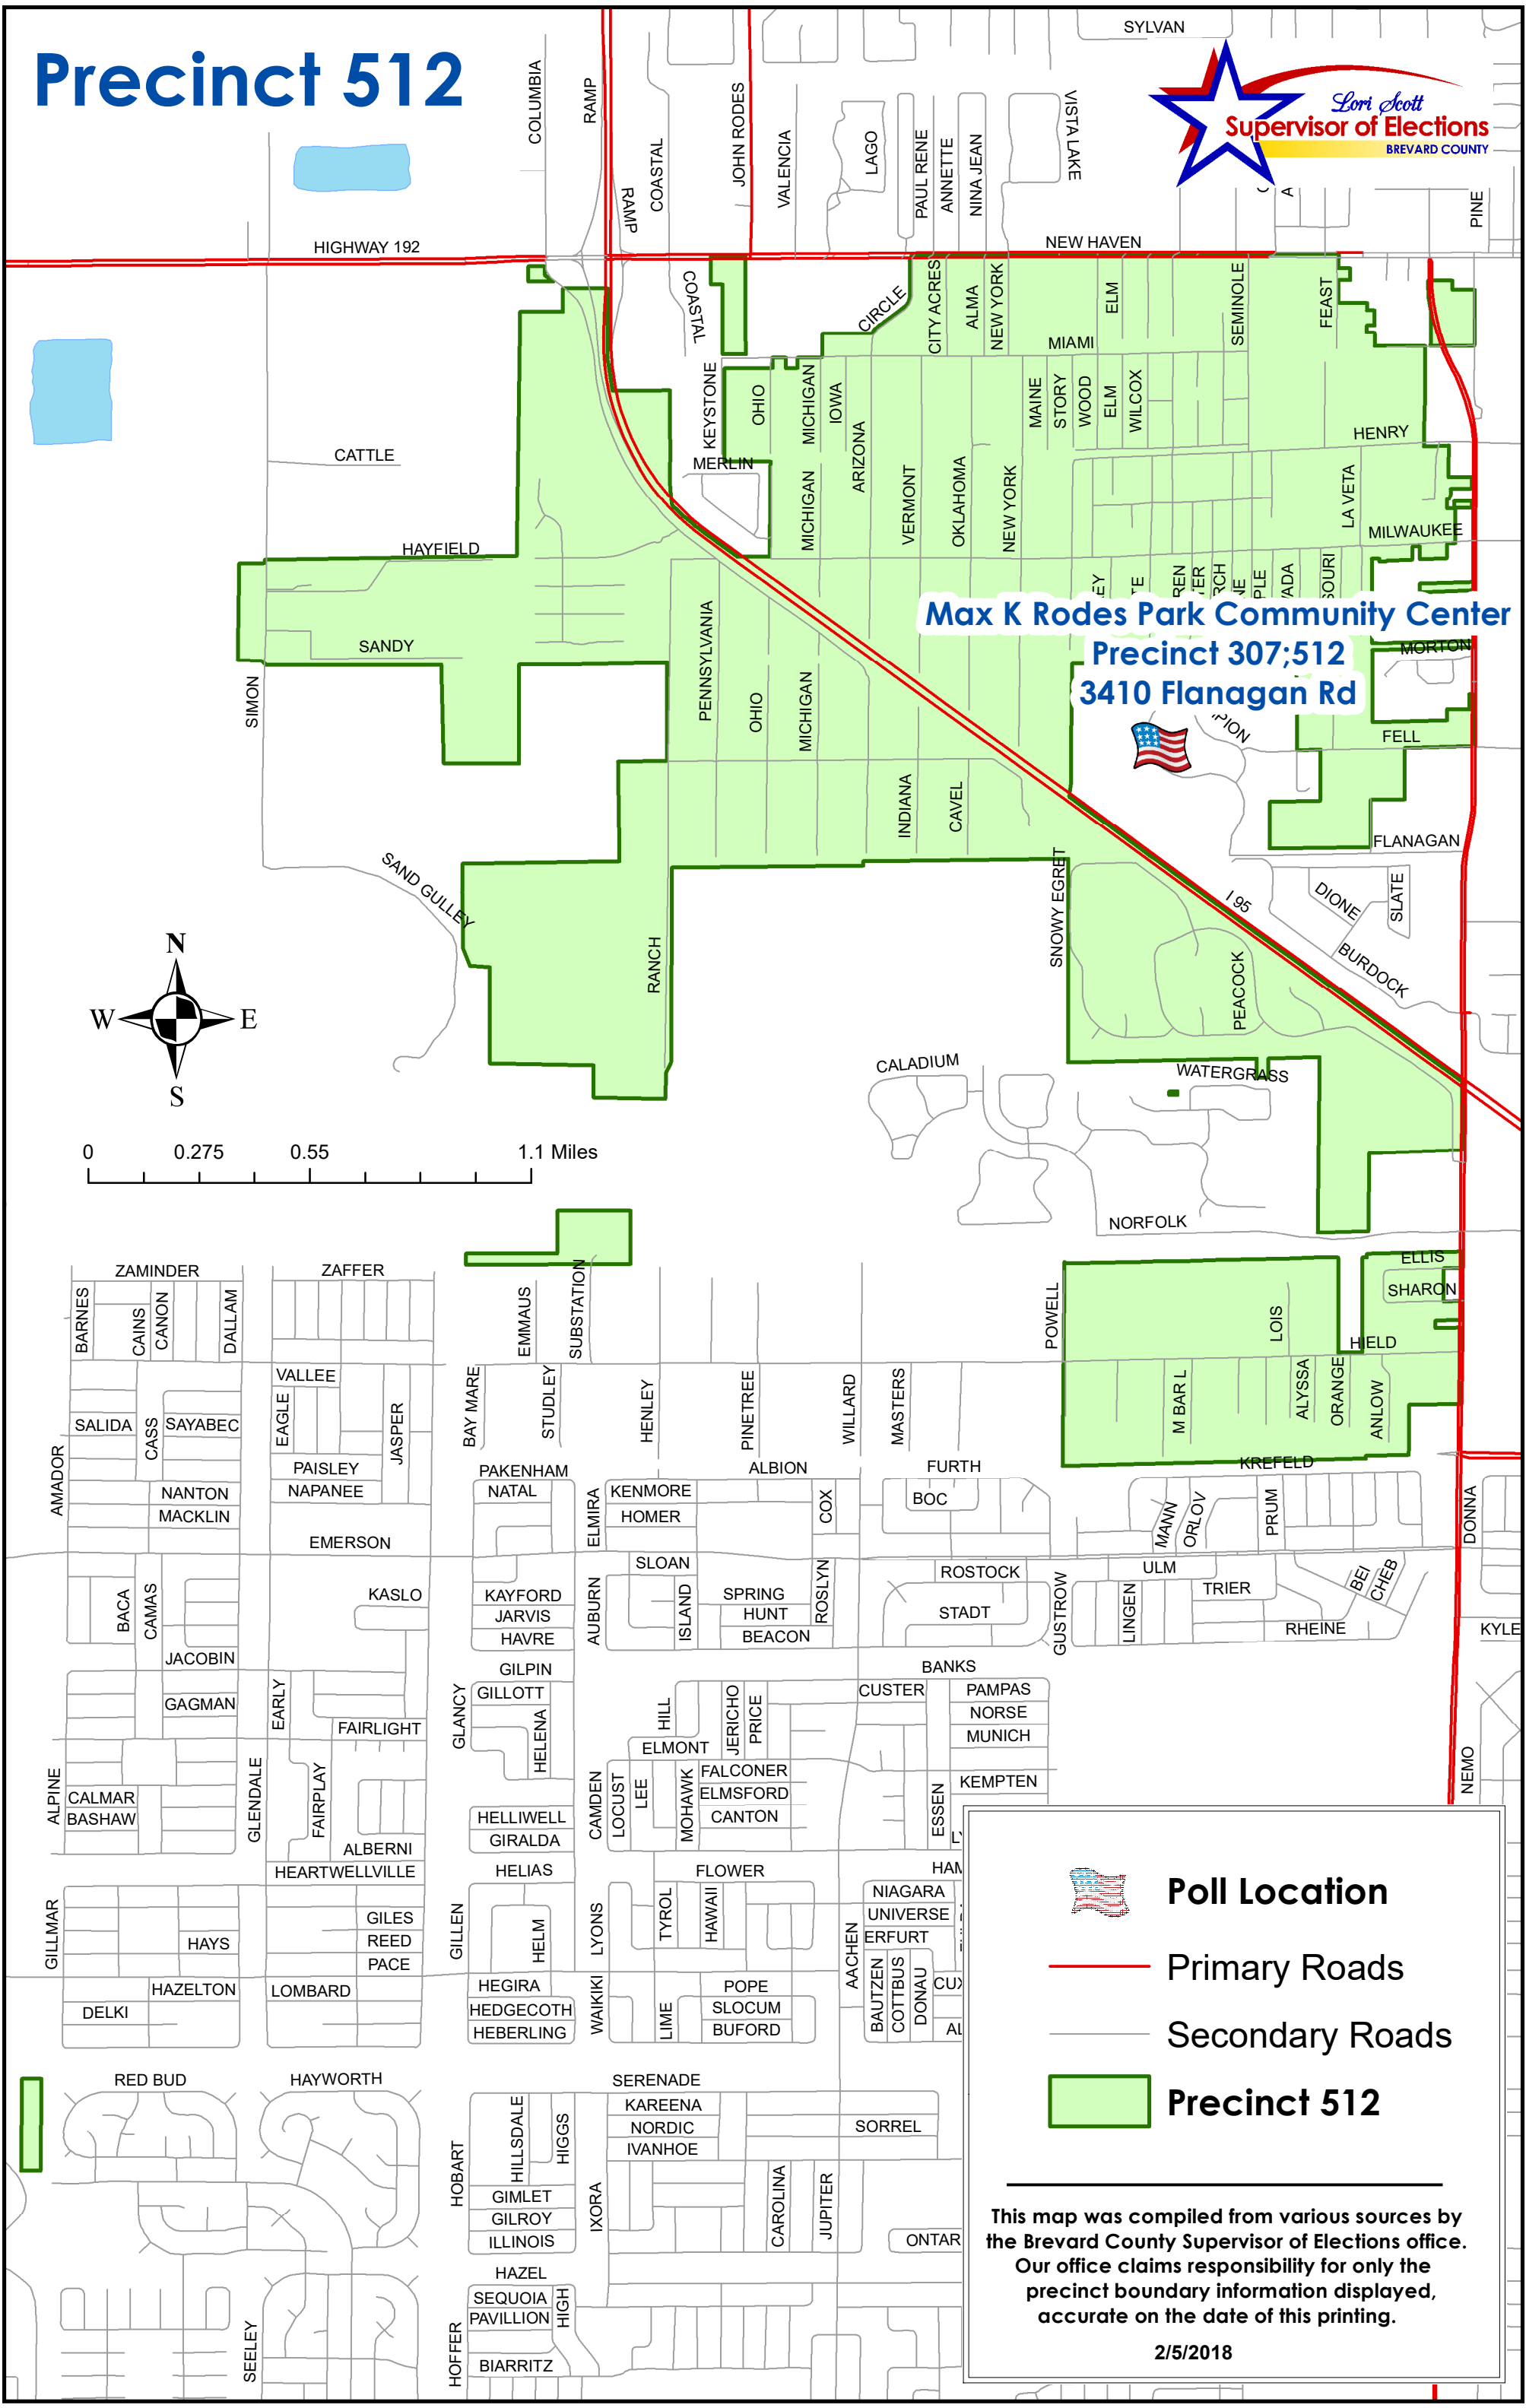 Precinct 512
SYLVAN
Lori Scott
Supervisor of Elections
BREVARD COUNTY
COLUMBIA
RAMP
RAMP
COASTAL
JOHN RODES
VALENCIA
LAGO
PAUL RENE
ANNETTE
NINA JEAN
VISTA LAKE
PINE
HIGHWAY 192
NEW HAVEN
COASTAL
CIRCLE
CITY ACRES
ALMA
NEW YORK
ELM
SEMINOLE
FEAST
MIAMI
KEYSTONE
OHIO
MICHIGAN
IOWA
ARIZONA
MAINE
STORY
WOOD
ELM
WILCOX
HENRY
CATTLE
MERLIN
MICHIGAN
VERMONT
OKLAHOMA
NEW YORK
LA VETA
MILWAUKEE
HAYFIELD
Max K Rodes Park Community Center
Precinct 307;512
3410 Flanagan Rd
SANDY
SIMON
PENNSYLVANIA
OHIO
MICHIGAN
MORTON
FELL
INDIANA
CAVEL
FLANAGAN
SAND GULLEY
SNOWY EGRET
I 95
DIONE
SLATE
BURDOCK
RANCH
PEACOCK
N
W
E
S
CALADIUM
WATERGRASS
0 0.275 0.55 1.1 Miles
NORFOLK
ZAMINDER
ZAFFER
ELLIS
SHARON
BARNES
CAINS
CANON
DALLAM
EMMAUS
SUBSTATION
POWELL
LOIS
HIELD
VALLEE
EAGLE
JASPER
BAY MARE
STUDLEY
HENLEY
PINETREE
WILLARD
MASTERS
M BAR L
ALYSSA
ORANGE
ANLOW
SALIDA
CASS
SAYABEC
AMADOR
PAISLEY
PAKENHAM
ALBION
FURTH
KREFELD
NANTON
NAPANEE
NATAL
ELMIRA
KENMORE
COX
BOC
MACKLIN
HOMER
MANN
ORLOV
PRUM
DONNA
EMERSON
SLOAN
ROSTOCK
ULM
BACA
CAMAS
KASLO
KAYFORD
AUBURN
ISLAND
SPRING
ROSLYN
GUSTROW
LINGEN
TRIER
BEI
CHEB
JARVIS
HUNT
STADT
HAVRE
BEACON
RHEINE
KYLE
JACOBIN
GILPIN
BANKS
GAGMAN
EARLY
GLANCY
GILLOTT
HILL
JERICHO
PRICE
CUSTER
PAMPAS
NORSE
FAIRLIGHT
HELENA
ELMONT
MUNICH
ALPINE
CALMAR
BASHAW
GLENDALE
FAIRPLAY
CAMDEN
LOCUST
LEE
MOHAWK
FALCONER
ELMSFORD
CANTON
KEMPTEN
ESSEN
NEMO
HELLIWELL
GIRALDA
ALBERNI
HEARTWELLVILLE
HELIAS
FLOWER
GILLMAR
GILES
REED
PACE
HAYS
GILLEN
HELM
LYONS
TYROL
HAWAII
NIAGARA
UNIVERSE
ERFURT
AACHEN
HAZELTON
LOMBARD
DELKI
HEGIRA
HEDGECOTH
HEBERLING
WAIKIKI
LIME
POPE
SLOCUM
BUFORD
BAUTZEN
COTTBUS
DONAU
RED BUD
HAYWORTH
SERENADE
HOBART
HILLSDALE
HIGGS
KAREENA
NORDIC
IVANHOE
SORREL
GIMLET
GILROY
ILLINOIS
IXORA
CAROLINA
JUPITER
ONTAR
HAZEL
SEQUOIA
PAVILLION
HIGH
SEELEY
HOFFER
BIARRITZ
Poll Location
Primary Roads
Secondary Roads
Precinct 512
This map was compiled from various sources by
the Brevard County Supervisor of Elections office.
Our office claims responsibility for only the
precinct boundary information displayed,
accurate on the date of this printing.
2/5/2018